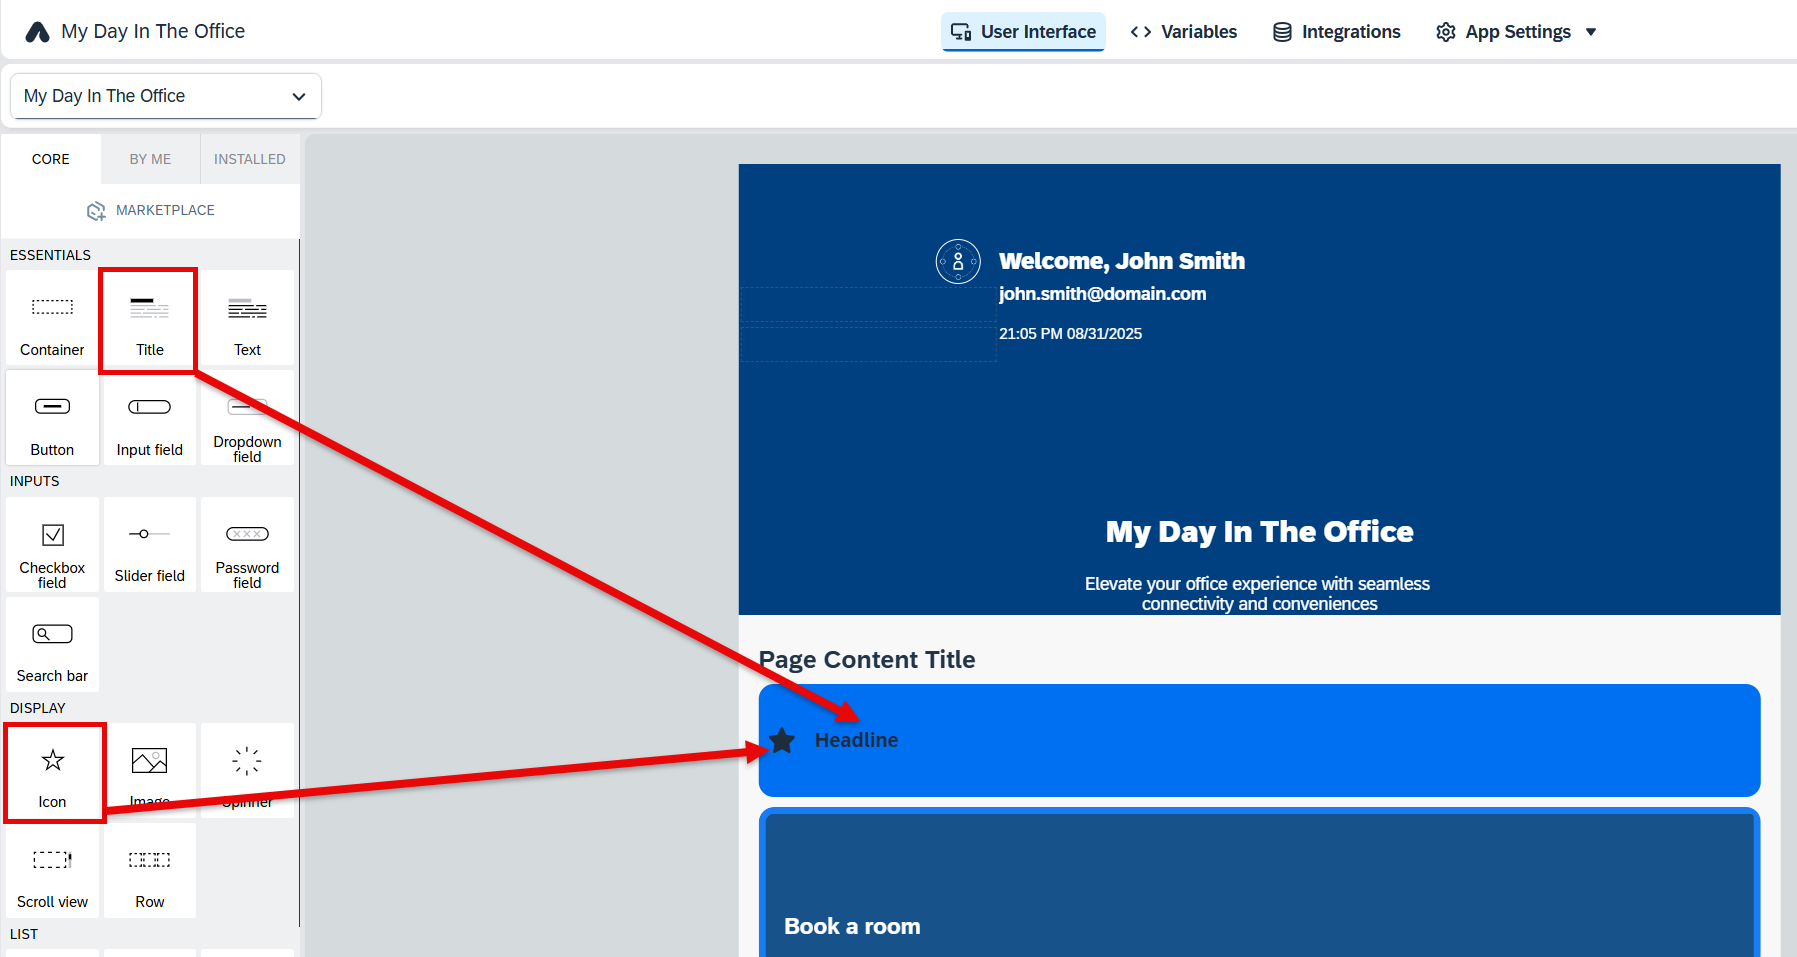 My Day In The Office
User Interface
Variables
Integrations
App Settings
My Day In The Office
CORE
BY ME
INSTALLED
MARKETPLACE
ESSENTIALS
Container
Title
Text
Button
Input field
Dropdown
field
INPUTS
Checkbox
field
Slider field
Password
field
Search bar
DISPLAY
Icon
Image
Spinner
Scroll view
Row
LIST
Welcome, John Smith
john.smith@domain.com
21:05 PM 08/31/2025
My Day In The Office
Elevate your office experience with seamless
connectivity and conveniences
Page Content Title
Headline
Book a room